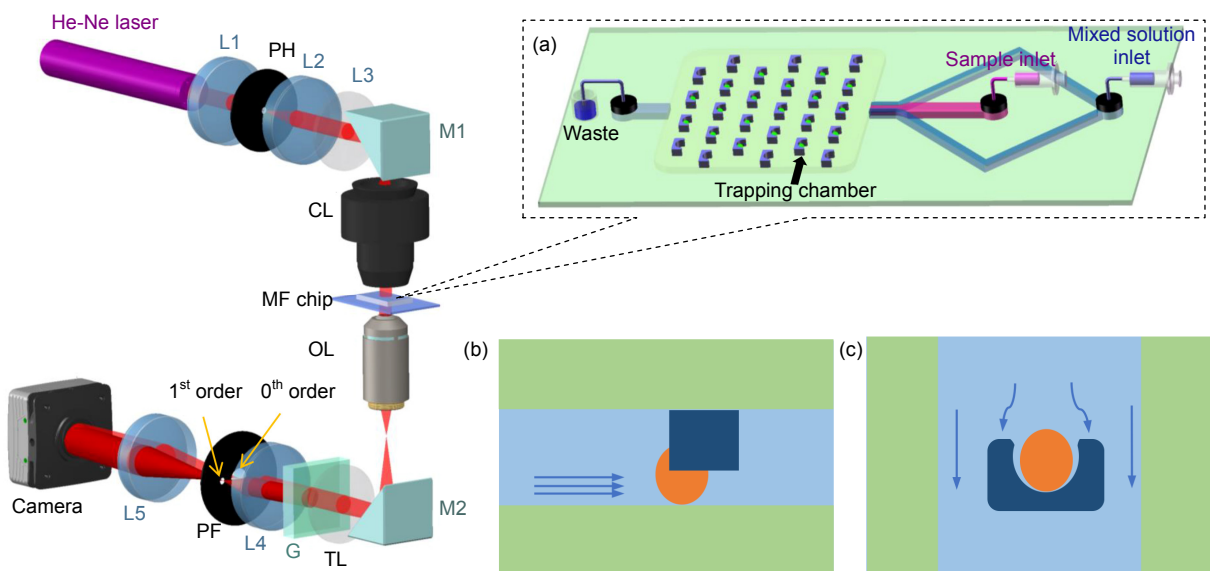 He-Ne laser
L1
PH
L2
L3
M1
CL
MF chip
OL
1st order
0th order
Camera
L5
PF
L4
G
TL
M2
(a)
Sample inlet
Mixed solution
inlet
Waste
Trapping chamber
(b)
(c)